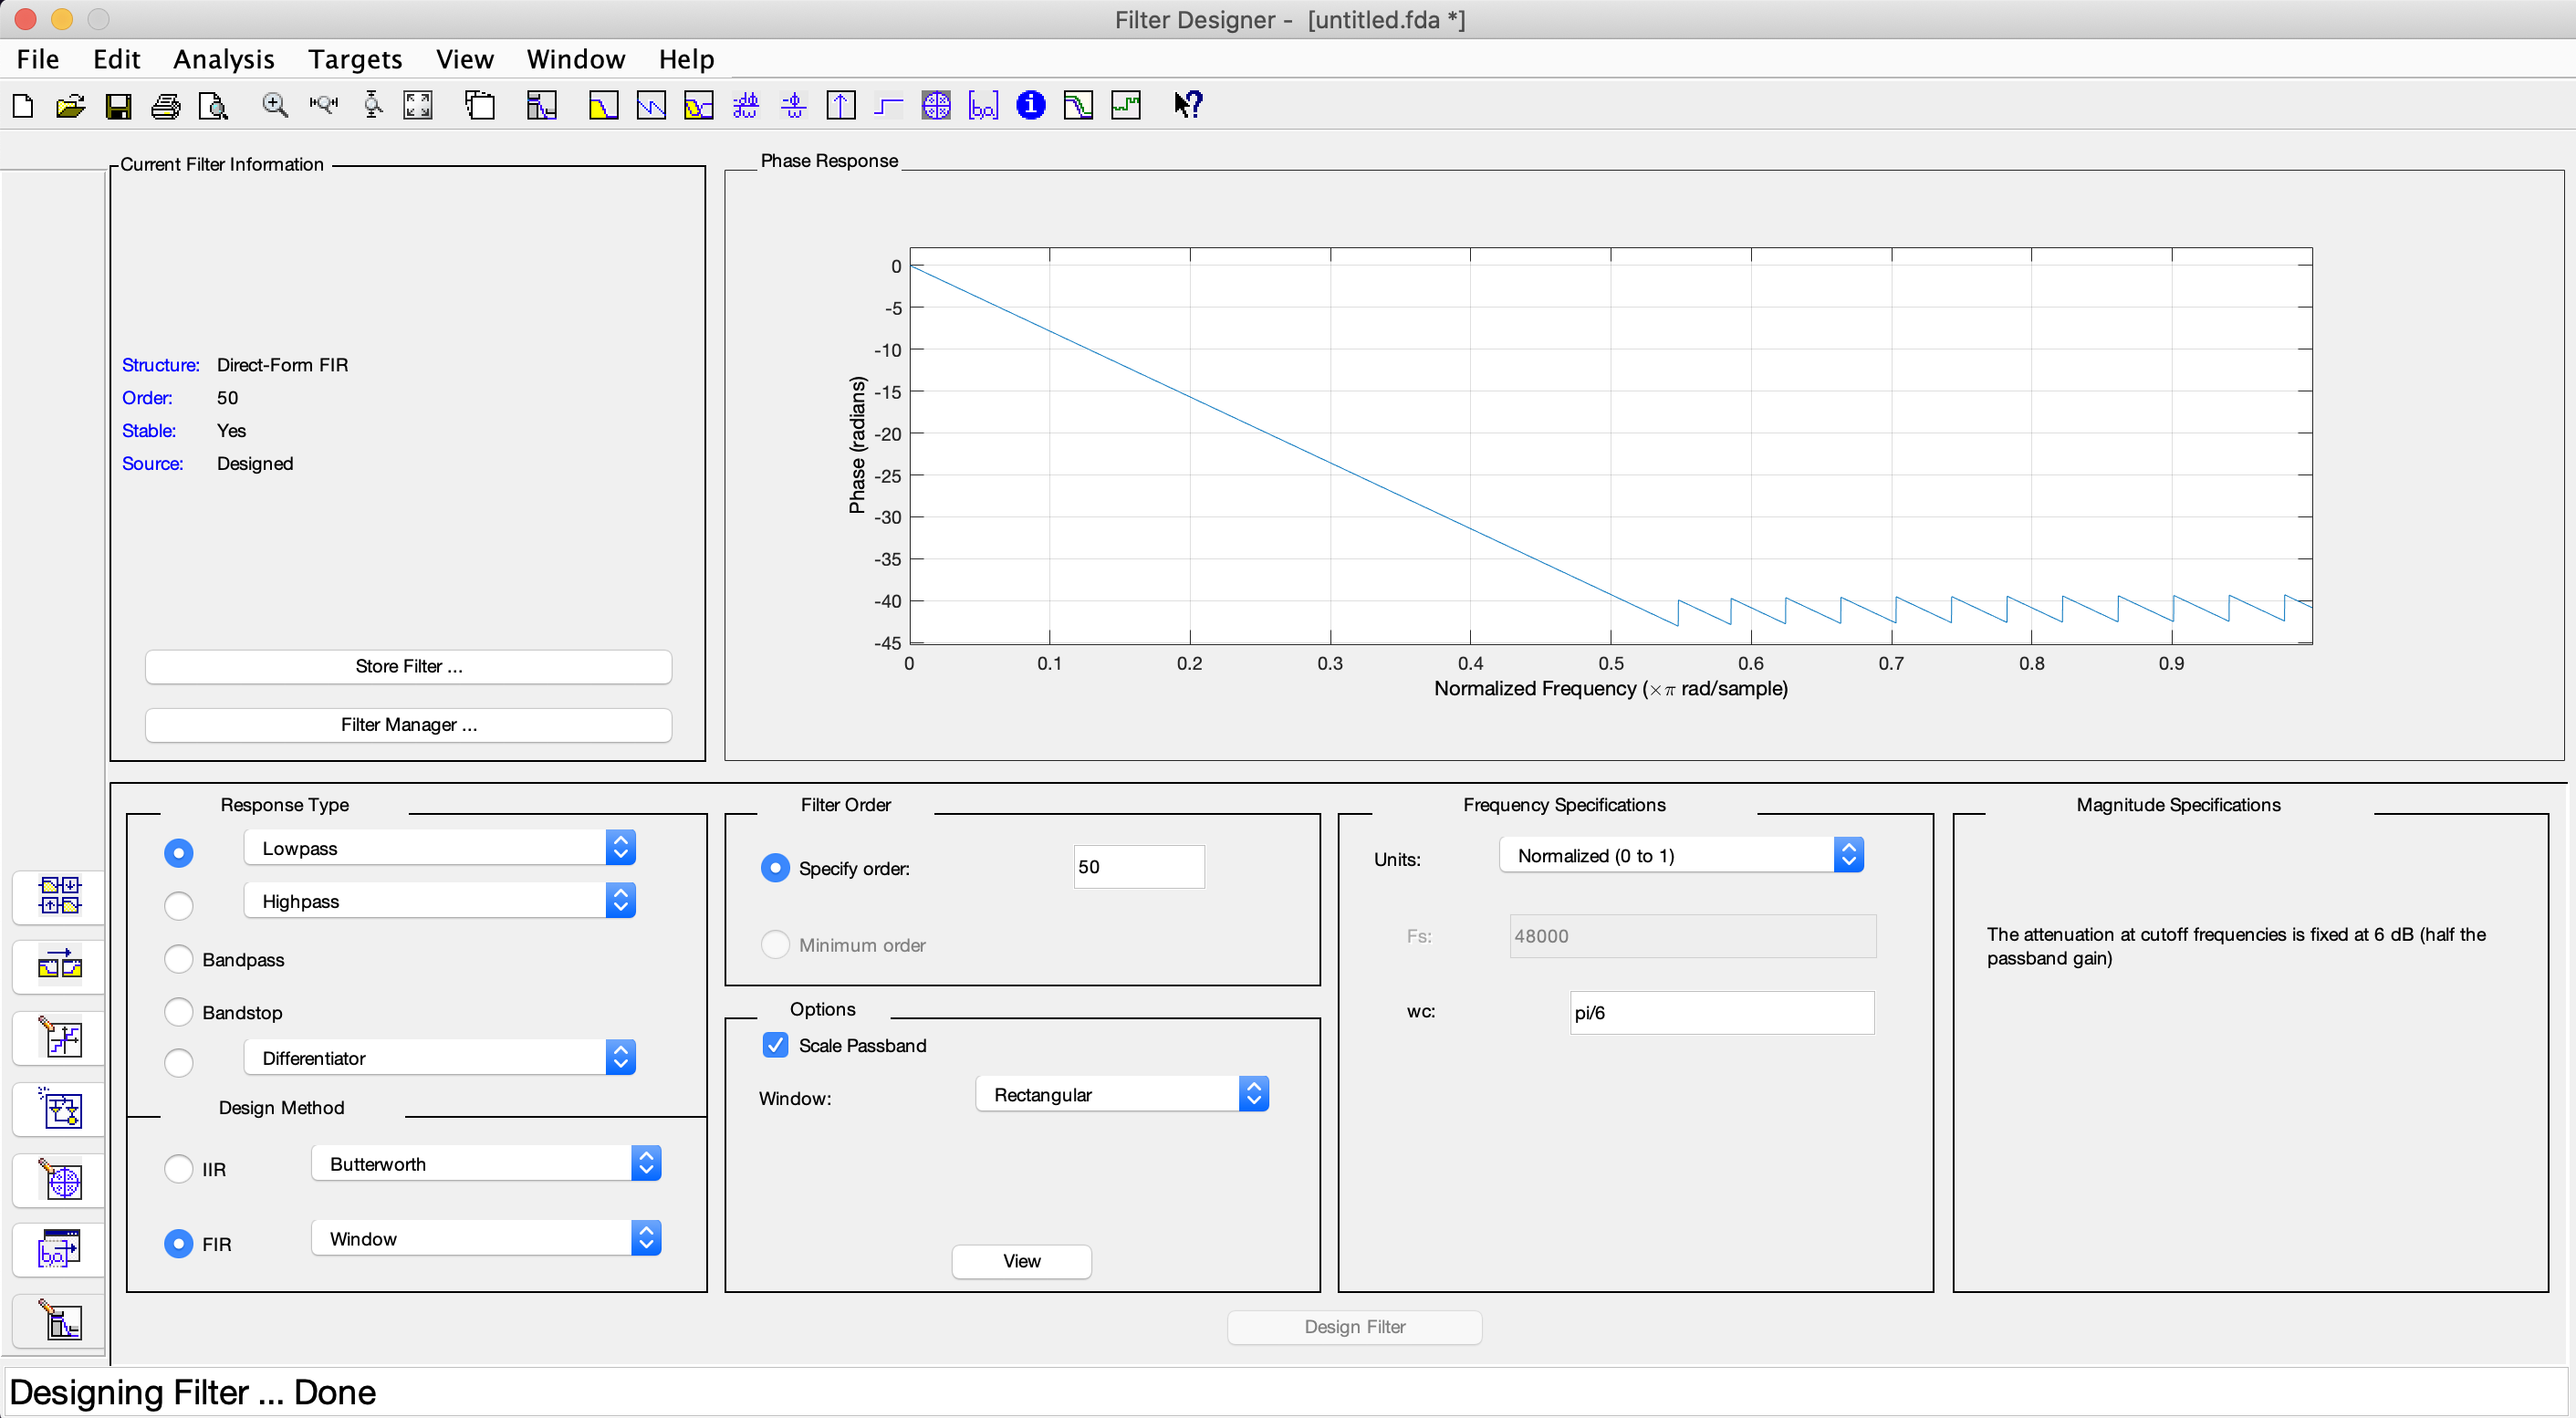 Filter Designer - [untitled.fda *]
File Edit Analysis Targets View Window Help
Current Filter Information
Structure: Direct-Form FIR
Order: 50
Stable: Yes
Source: Designed
Store Filter ...
Filter Manager ...
Phase Response
Phase (radians)
0
-5
-10
-15
-20
-25
-30
-35
-40
-45
0 0.1 0.2 0.3 0.4 0.5 0.6 0.7 0.8 0.9
Normalized Frequency (×π rad/sample)
Response Type
Lowpass
Highpass
Bandpass
Bandstop
Differentiator
Design Method
IIR Butterworth
FIR Window
Filter Order
Specify order: 50
Minimum order
Options
Scale Passband
Window: Rectangular
View
Frequency Specifications
Units: Normalized (0 to 1)
Fs: 48000
wc: pi/6
Magnitude Specifications
The attenuation at cutoff frequencies is fixed at 6 dB (half the
passband gain)
Design Filter
Designing Filter ... Done